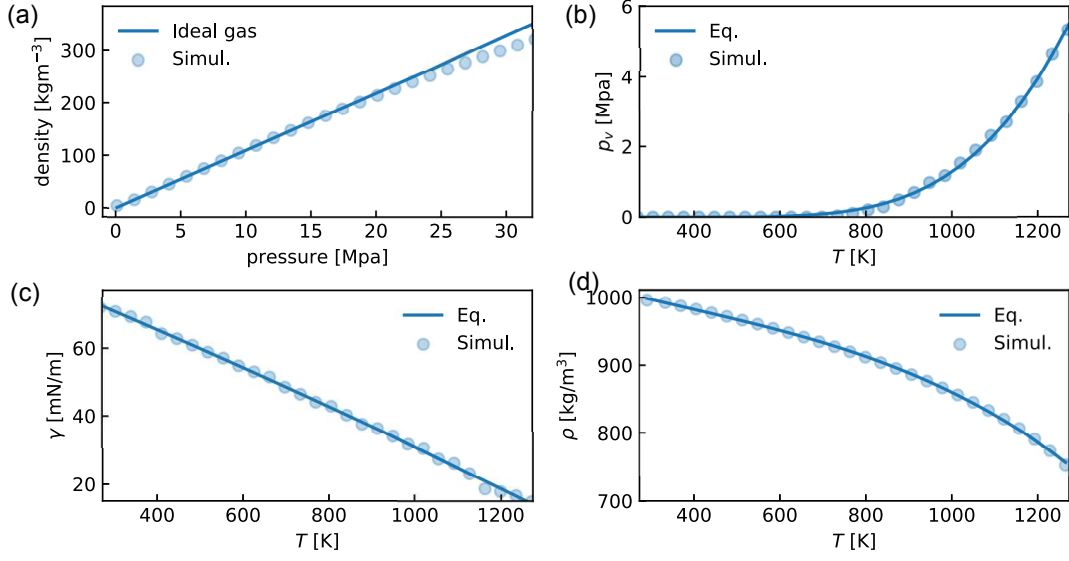 (a)
Ideal gas
Simul.
density [kgm⁻³]
300
200
100
0
0 5 10 15 20 25 30
pressure [Mpa]
(b)
Eq.
Simul.
p_v [Mpa]
6
4
2
0
400 600 800 1000 1200
T [K]
(c)
Eq.
Simul.
γ [mN/m]
60
40
20
400 600 800 1000 1200
T [K]
(d)
Eq.
Simul.
ρ [kg/m³]
1000
900
800
700
400 600 800 1000 1200
T [K]